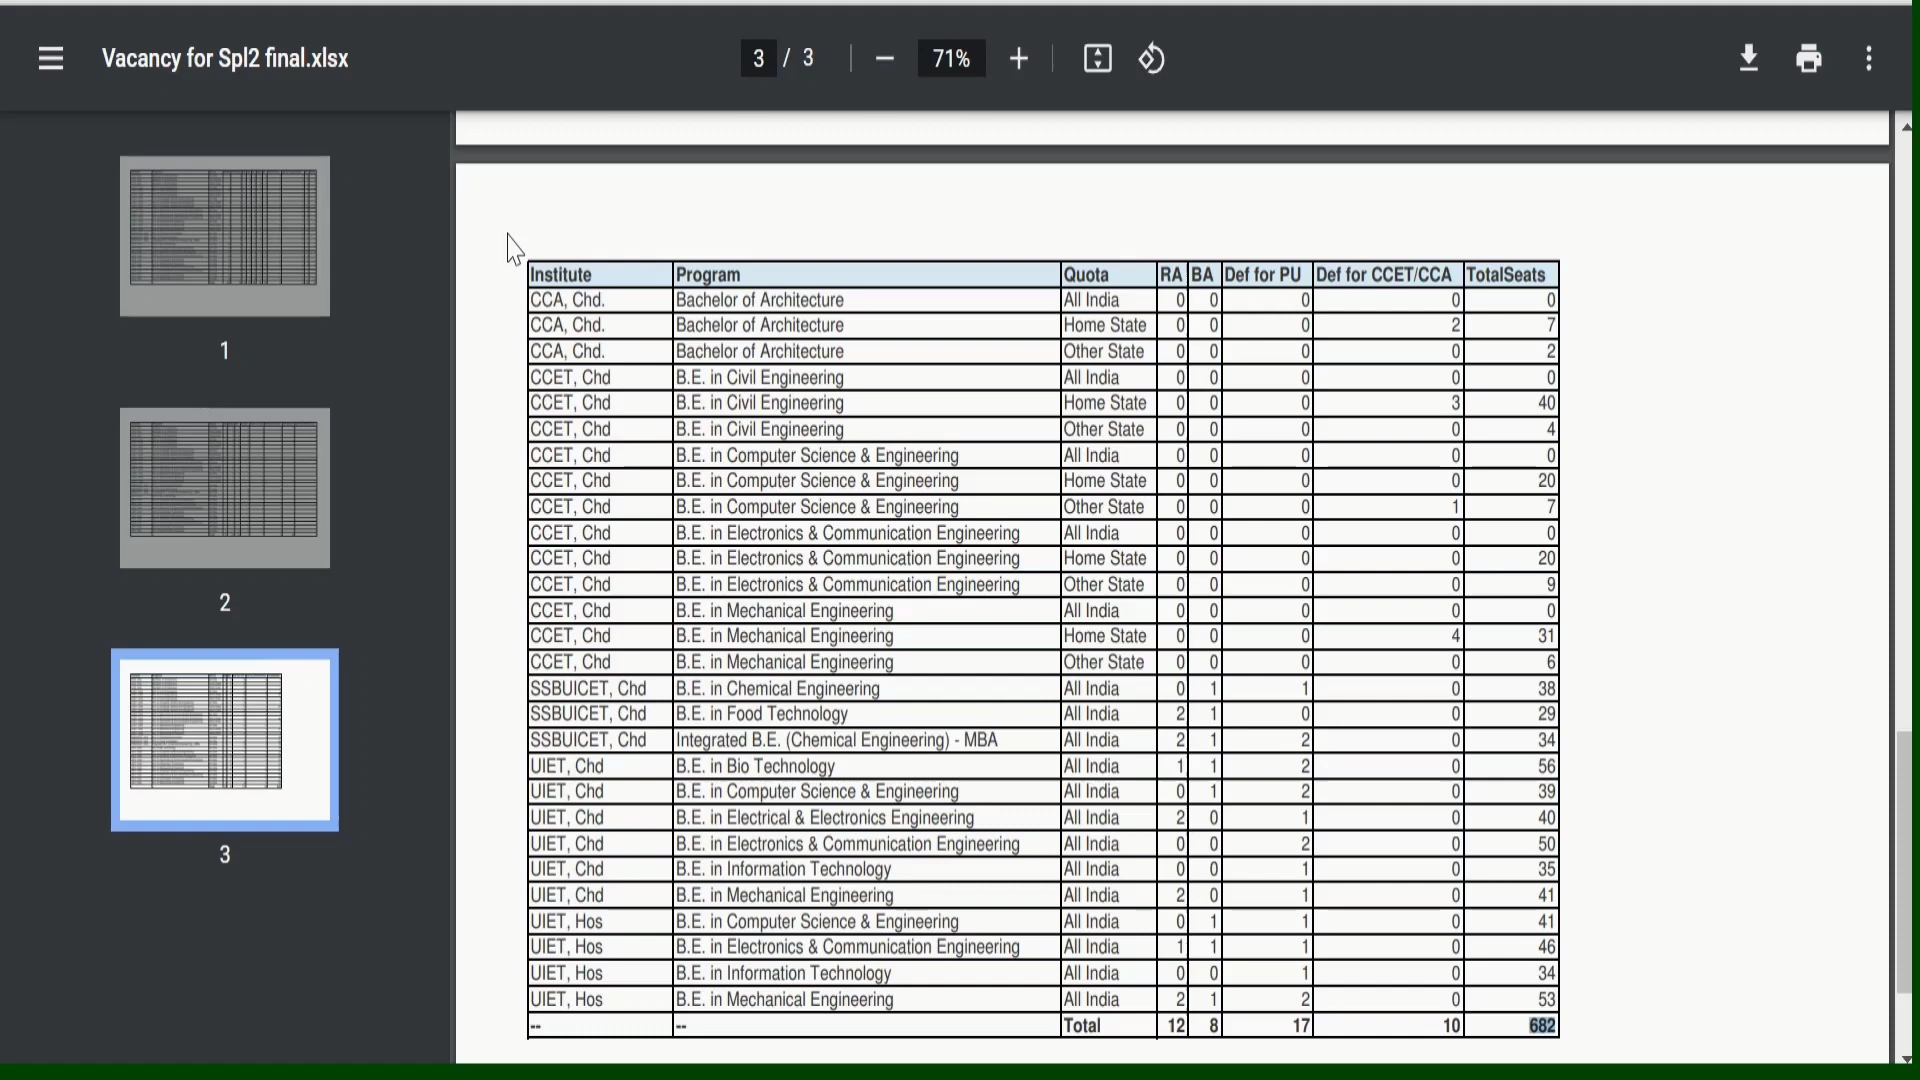 Vacancy for Spl2 final.xlsx
3 / 3
71%
1
2
3
Institute Program Quota RA BA Def for PU Def for CCET/CCA TotalSeats
CCA, Chd. Bachelor of Architecture All India 0 0 0 0 0
CCA, Chd. Bachelor of Architecture Home State 0 0 0 2 7
CCA, Chd. Bachelor of Architecture Other State 0 0 0 0 2
CCET, Chd B.E. in Civil Engineering All India 0 0 0 0 0
CCET, Chd B.E. in Civil Engineering Home State 0 0 0 3 40
CCET, Chd B.E. in Civil Engineering Other State 0 0 0 0 4
CCET, Chd B.E. in Computer Science & Engineering All India 0 0 0 0 0
CCET, Chd B.E. in Computer Science & Engineering Home State 0 0 0 0 20
CCET, Chd B.E. in Computer Science & Engineering Other State 0 0 0 1 7
CCET, Chd B.E. in Electronics & Communication Engineering All India 0 0 0 0 0
CCET, Chd B.E. in Electronics & Communication Engineering Home State 0 0 0 0 20
CCET, Chd B.E. in Electronics & Communication Engineering Other State 0 0 0 0 9
CCET, Chd B.E. in Mechanical Engineering All India 0 0 0 0 0
CCET, Chd B.E. in Mechanical Engineering Home State 0 0 0 4 31
CCET, Chd B.E. in Mechanical Engineering Other State 0 0 0 0 6
SSBUICET, Chd B.E. in Chemical Engineering All India 0 1 1 0 38
SSBUICET, Chd B.E. in Food Technology All India 2 1 0 0 29
SSBUICET, Chd Integrated B.E. (Chemical Engineering) - MBA All India 2 1 2 0 34
UIET, Chd B.E. in Bio Technology All India 1 1 2 0 56
UIET, Chd B.E. in Computer Science & Engineering All India 0 1 2 0 39
UIET, Chd B.E. in Electrical & Electronics Engineering All India 2 0 1 0 40
UIET, Chd B.E. in Electronics & Communication Engineering All India 0 0 2 0 50
UIET, Chd B.E. in Information Technology All India 0 0 1 0 35
UIET, Chd B.E. in Mechanical Engineering All India 2 0 1 0 41
UIET, Hos B.E. in Computer Science & Engineering All India 0 1 1 0 41
UIET, Hos B.E. in Electronics & Communication Engineering All India 1 1 1 0 46
UIET, Hos B.E. in Information Technology All India 0 0 1 0 34
UIET, Hos B.E. in Mechanical Engineering All India 2 1 2 0 53
-- -- Total 12 8 17 10 682